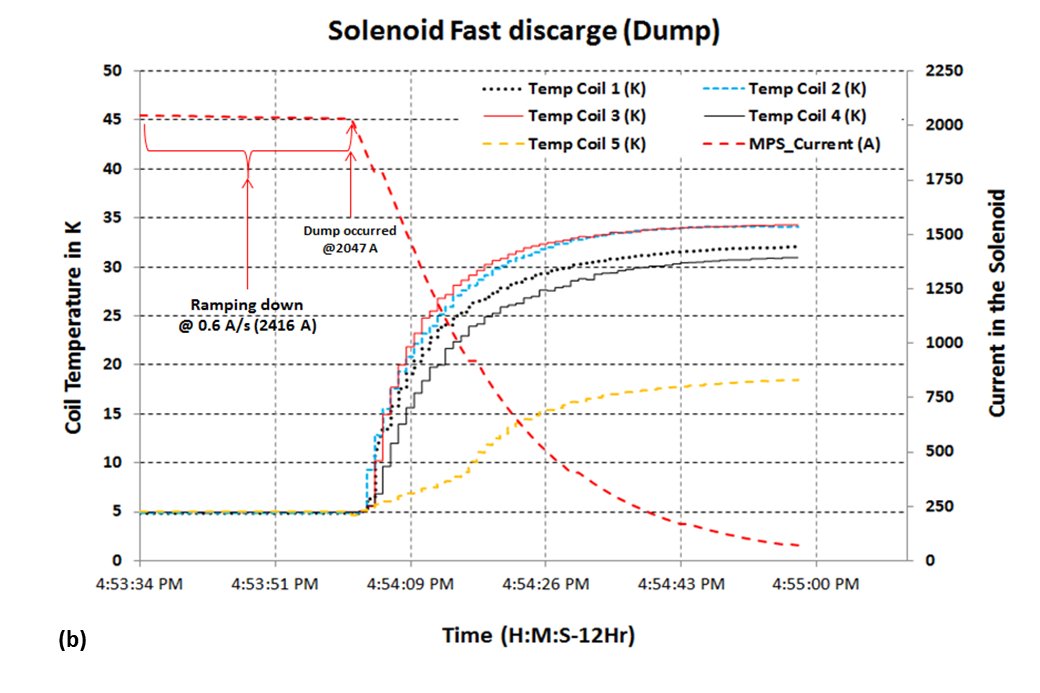 Solenoid Fast discarge (Dump)
50 2250
Temp Coil 1 (K) Temp Coil 2 (K)
45 2000
Temp Coil 3 (K) Temp Coil 4 (K)
Temp Coil 5 (K) MPS_Current (A)
40 1750
35 1500
Dump occurred
@2047 A
30 1250
Ramping down
@ 0.6 A/s (2416 A)
25 1000
20 750
15 500
10 250
5 0
0
Coil Temperature in K
Current in the Solenoid
4:53:34 PM 4:53:51 PM 4:54:09 PM 4:54:26 PM 4:54:43 PM 4:55:00 PM
(b) Time (H:M:S-12Hr)